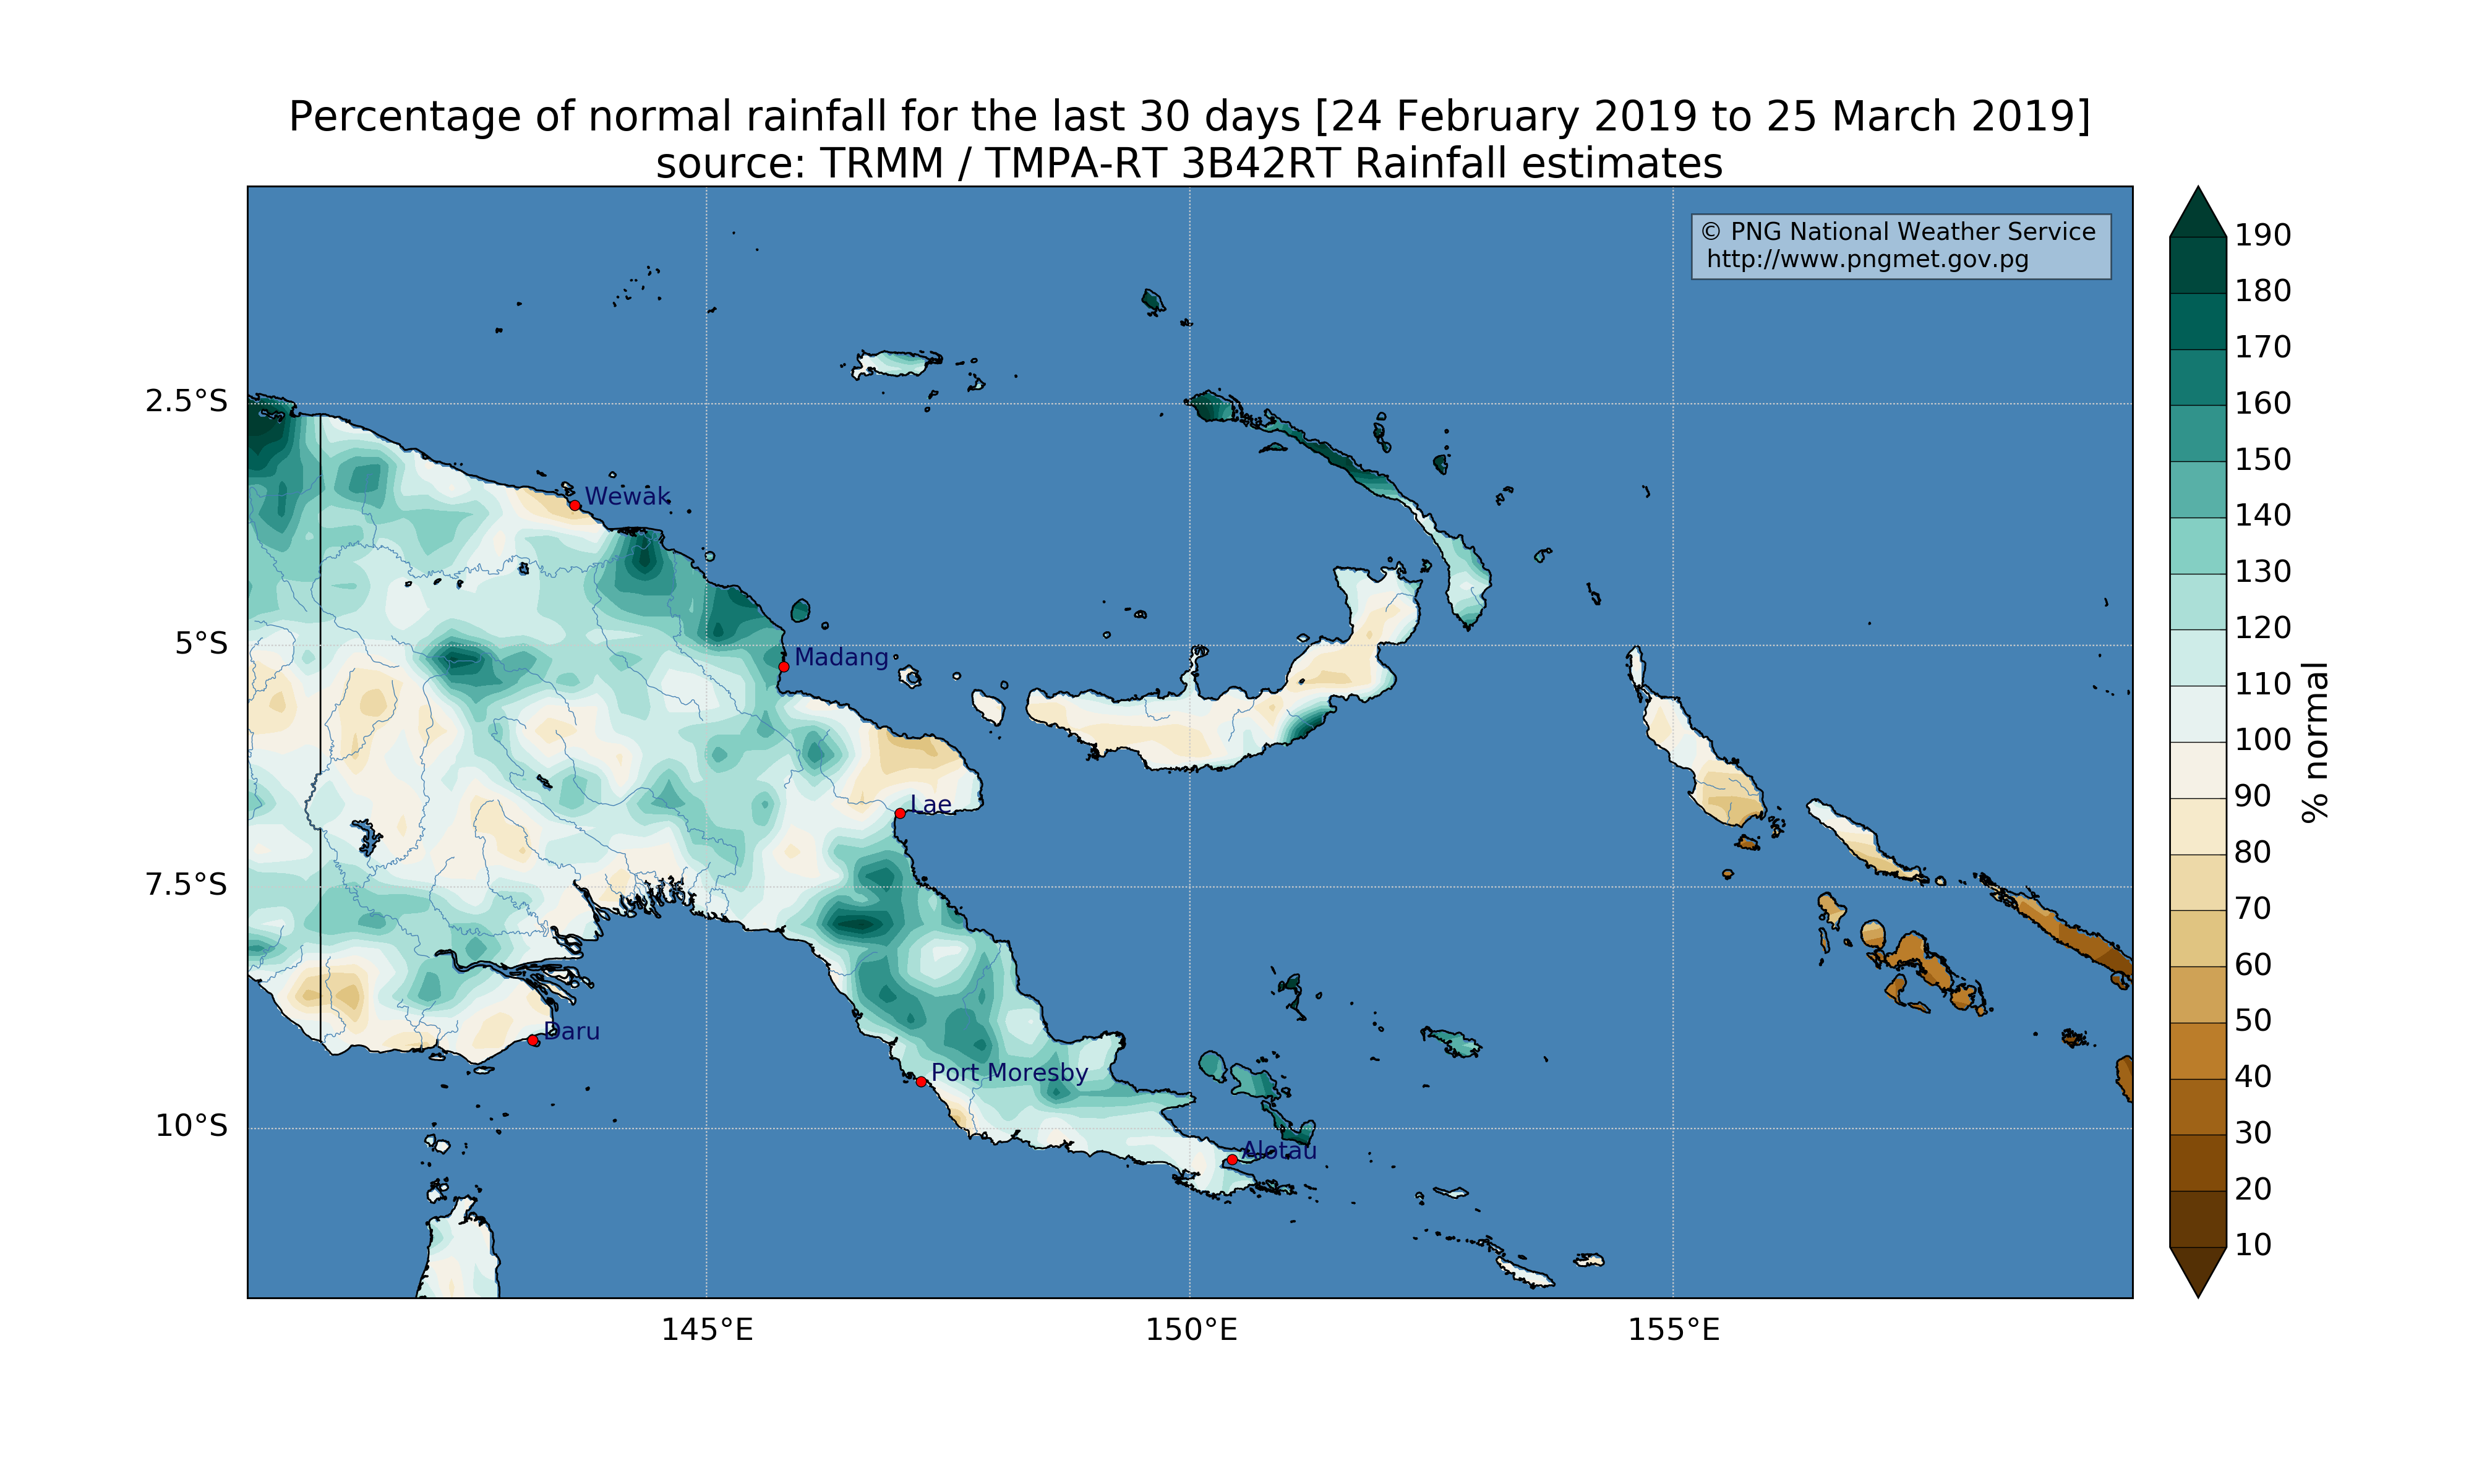 Percentage of normal rainfall for the last 30 days [24 February 2019 to 25 March 2019]
source: TRMM / TMPA-RT 3B42RT Rainfall estimates
© PNG National Weather Service
http://www.pngmet.gov.pg
2.5°S
5°S
7.5°S
10°S
Wewak
Madang
Lae
Daru
Port Moresby
Alotau
145°E
150°E
155°E
190
180
170
160
150
140
130
120
110
100
90
80
70
60
50
40
30
20
10
% normal